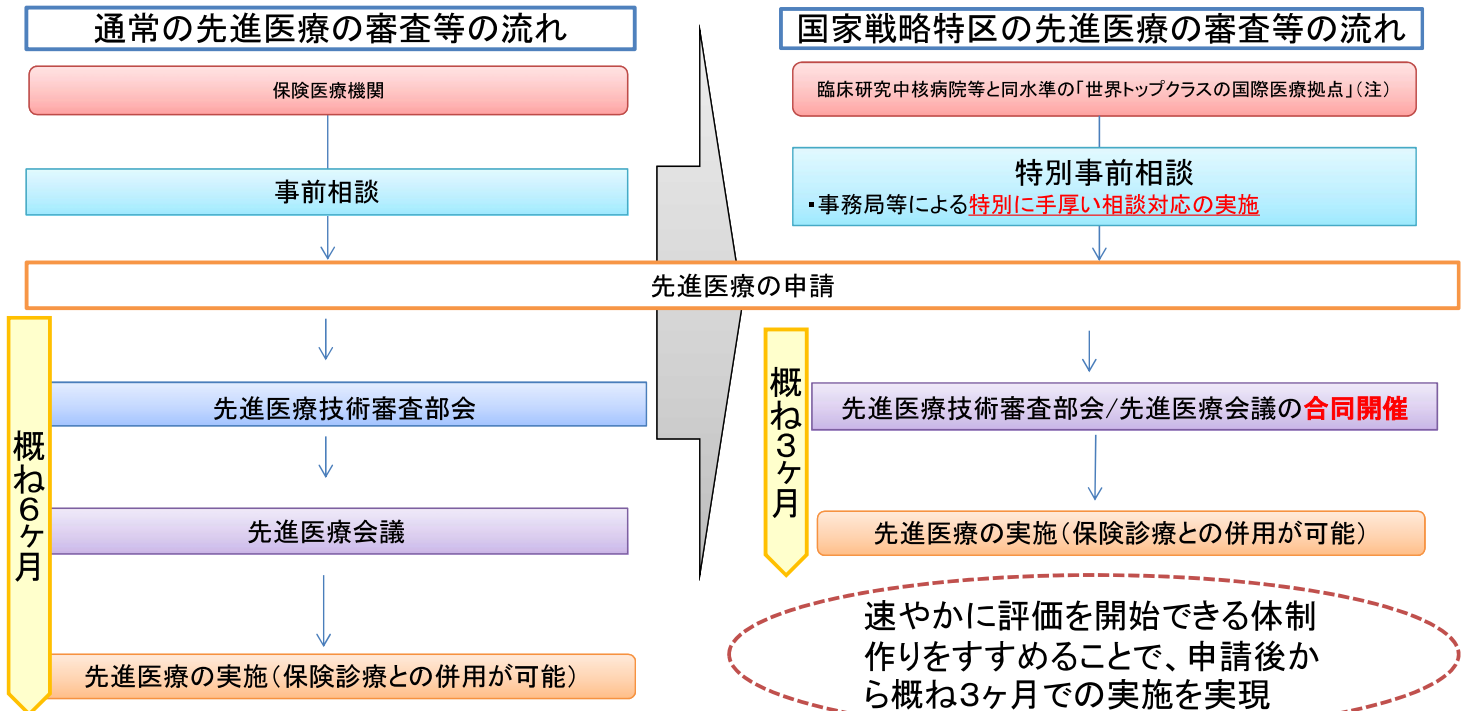 通常の先進医療の審査等の流れ
保険医療機関
事前相談
国家戦略特区の先進医療の審査等の流れ
臨床研究中核病院等と同水準の「世界トップクラスの国際医療拠点」（注）
特別事前相談
・事務局等による特別に手厚い相談対応の実施
先進医療の申請
概ね６ヶ月
先進医療技術審査部会
先進医療会議
先進医療の実施（保険診療との併用が可能）
概ね３ヶ月
先進医療技術審査部会/先進医療会議の合同開催
先進医療の実施（保険診療との併用が可能）
速やかに評価を開始できる体制
作りをすすめることで、申請後か
ら概ね３ヶ月での実施を実現